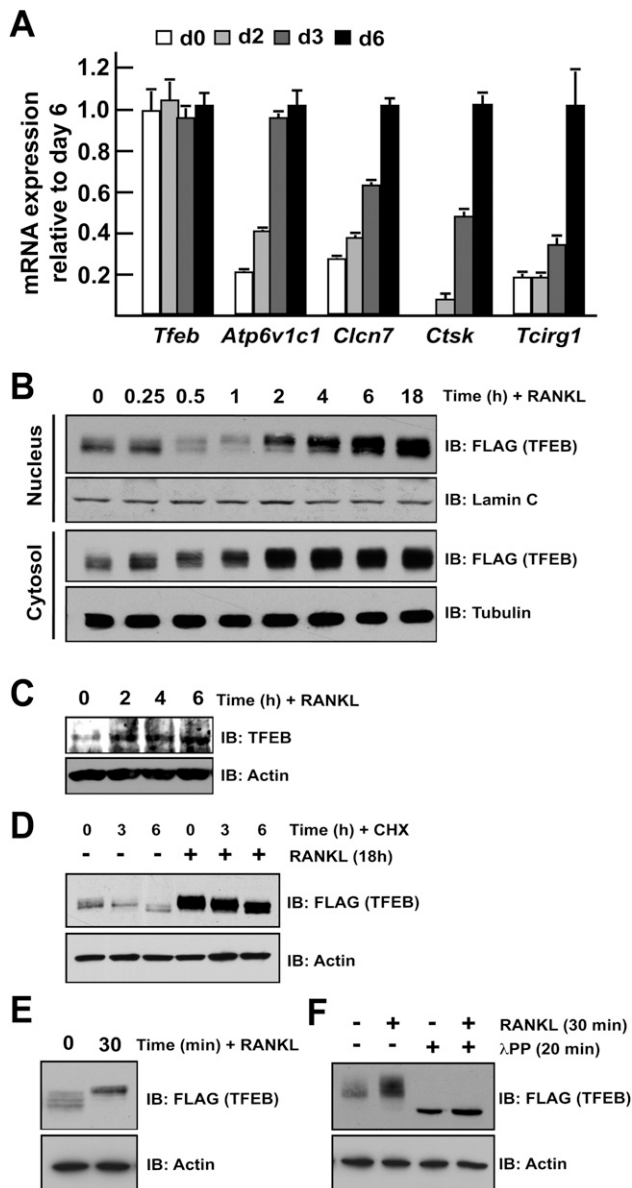 A
d0 d2 d3 d6
mRNA expression
relative to day 6
1.2
1.0
0.8
0.6
0.4
0.2
Tfeb Atp6v1c1 Clcn7 Ctsk Tcirg1
B
0 0.25 0.5 1 2 4 6 18 Time (h) + RANKL
Nucleus
IB: FLAG (TFEB)
IB: Lamin C
Cytosol
IB: FLAG (TFEB)
IB: Tubulin
C
0 2 4 6 Time (h) + RANKL
IB: TFEB
IB: Actin
D
0 3 6 0 3 6 Time (h) + CHX
- - - + + + RANKL (18h)
IB: FLAG (TFEB)
IB: Actin
E
0 30 Time (min) + RANKL
IB: FLAG (TFEB)
IB: Actin
F
- + - + RANKL (30 min)
- - + + λPP (20 min)
IB: FLAG (TFEB)
IB: Actin